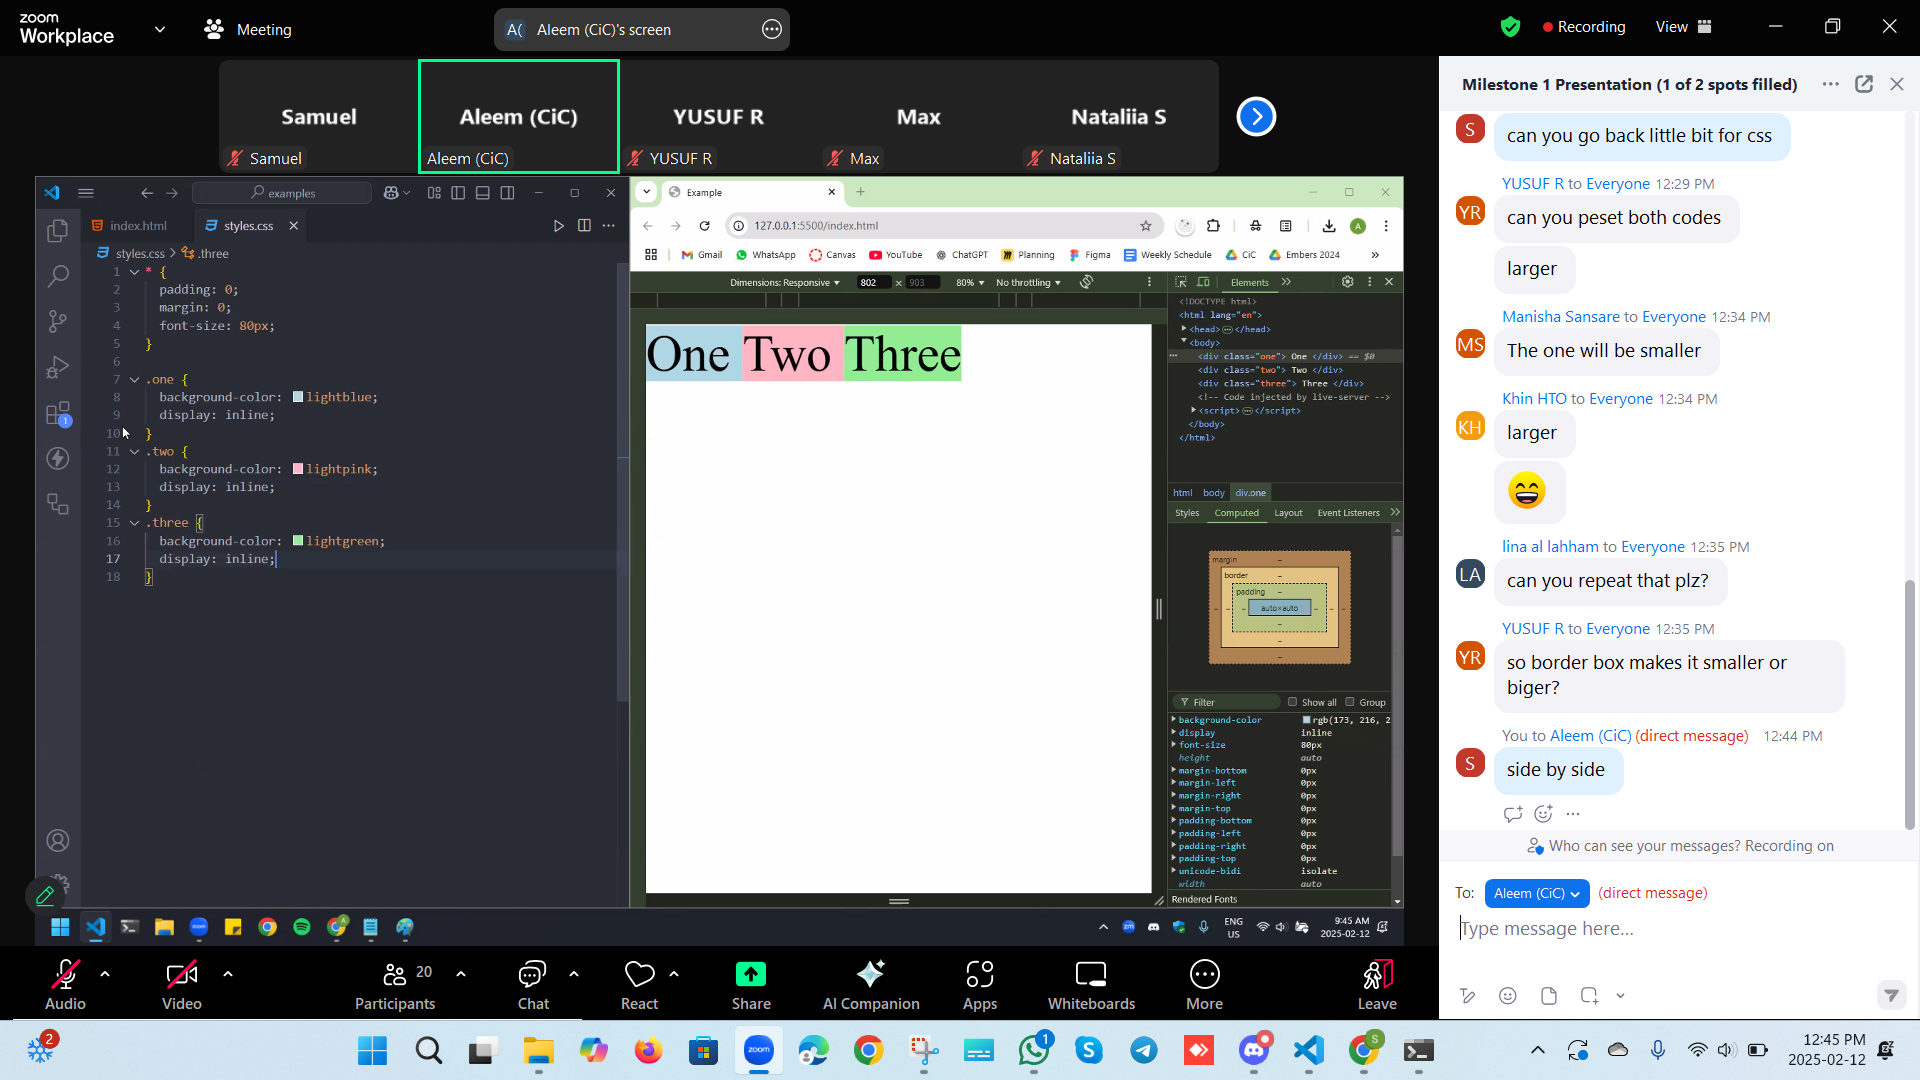 zoom
Workplace
Meeting
A( Aleem (CiC)'s screen
Recording
View
Samuel
Aleem (CiC)
YUSUF R
Max
Nataliia S
Samuel
Aleem (CiC)
YUSUF R
Max
Nataliia S
examples
index.html
styles.css
styles.css > .three
1 * {
2 padding: 0;
3 margin: 0;
4 font-size: 80px;
5 }
6
7 .one {
8 background-color: lightblue;
9 display: inline;
10 }
11 .two {
12 background-color: lightpink;
13 display: inline;
14 }
15 .three {
16 background-color: lightgreen;
17 display: inline;
18 }
1
Example
127.0.0.1:5500/index.html
A
Gmail
WhatsApp
YouTube
Canvas
ChatGPT
Planning
Figma
Weekly Schedule
CiC
Embers 2024
Dimensions: Responsive
802 × 903
80%
No throttling
Elements
One Two Three
<!DOCTYPE html>
<html lang="en">
<head> </head>
<body>
<div class="one"> One </div> == $0
<div class="two"> Two </div>
<div class="three"> Three </div>
<!-- Code injected by live-server -->
<script> </script>
</body>
</html>
html body div.one
Styles Computed Layout Event Listeners
margin –
border –
padding –
auto×auto
Filter
Show all
Group
background-color rgb(173, 216, 2
display inline
font-size 80px
height auto
margin-bottom 0px
margin-left 0px
margin-right 0px
margin-top 0px
padding-bottom 0px
padding-left 0px
padding-right 0px
padding-top 0px
unicode-bidi isolate
width auto
Rendered Fonts
ENG
US
9:45 AM
2025-02-12
Milestone 1 Presentation (1 of 2 spots filled)
S
can you go back little bit for css
YUSUF R to Everyone 12:29 PM
YR
can you peset both codes
larger
Manisha Sansare to Everyone 12:34 PM
MS
The one will be smaller
Khin HTO to Everyone 12:34 PM
KH
larger
lina al lahham to Everyone 12:35 PM
LA
can you repeat that plz?
YUSUF R to Everyone 12:35 PM
YR
so border box makes it smaller or
biger?
You to Aleem (CiC) (direct message) 12:44 PM
S
side by side
Who can see your messages? Recording on
To: Aleem (CiC) (direct message)
Type message here...
Audio
Video
20
Participants
Chat
React
Share
AI Companion
Apps
Whiteboards
More
Leave
2
zoom
1
S
12:45 PM
2025-02-12